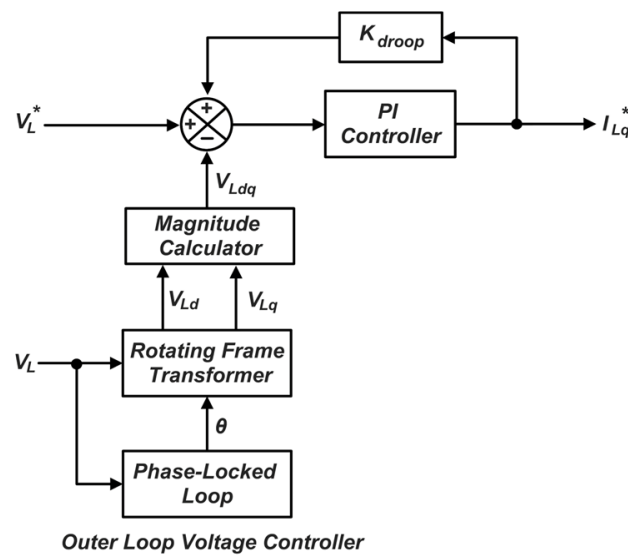 K_droop
V_L^*
+
+
−
PI
Controller
I_Lq^*
V_Ldq
Magnitude
Calculator
V_Ld
V_Lq
V_L
Rotating Frame
Transformer
θ
Phase-Locked
Loop
Outer Loop Voltage Controller